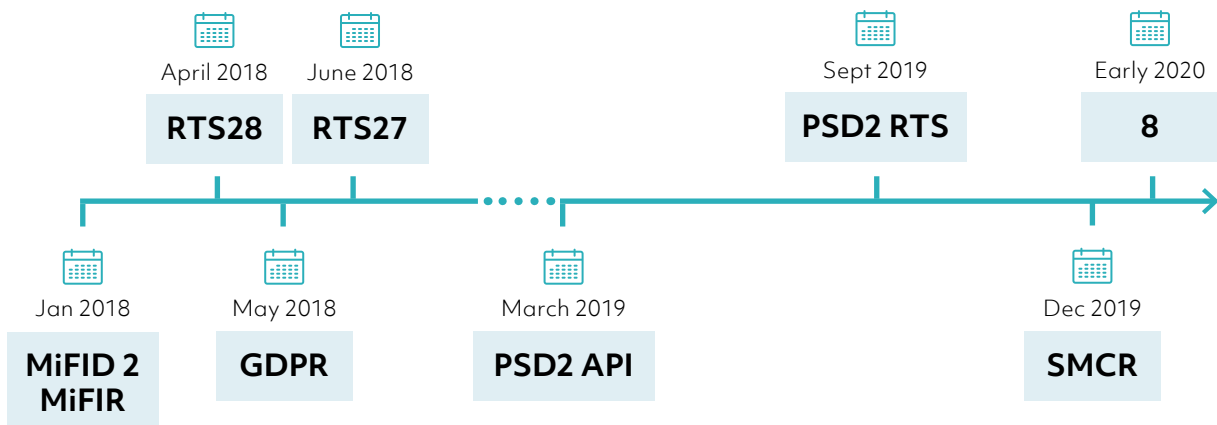 April 2018
RTS28
June 2018
RTS27
Sept 2019
PSD2 RTS
Early 2020
8
Jan 2018
MiFID 2
MiFIR
May 2018
GDPR
March 2019
PSD2 API
Dec 2019
SMCR